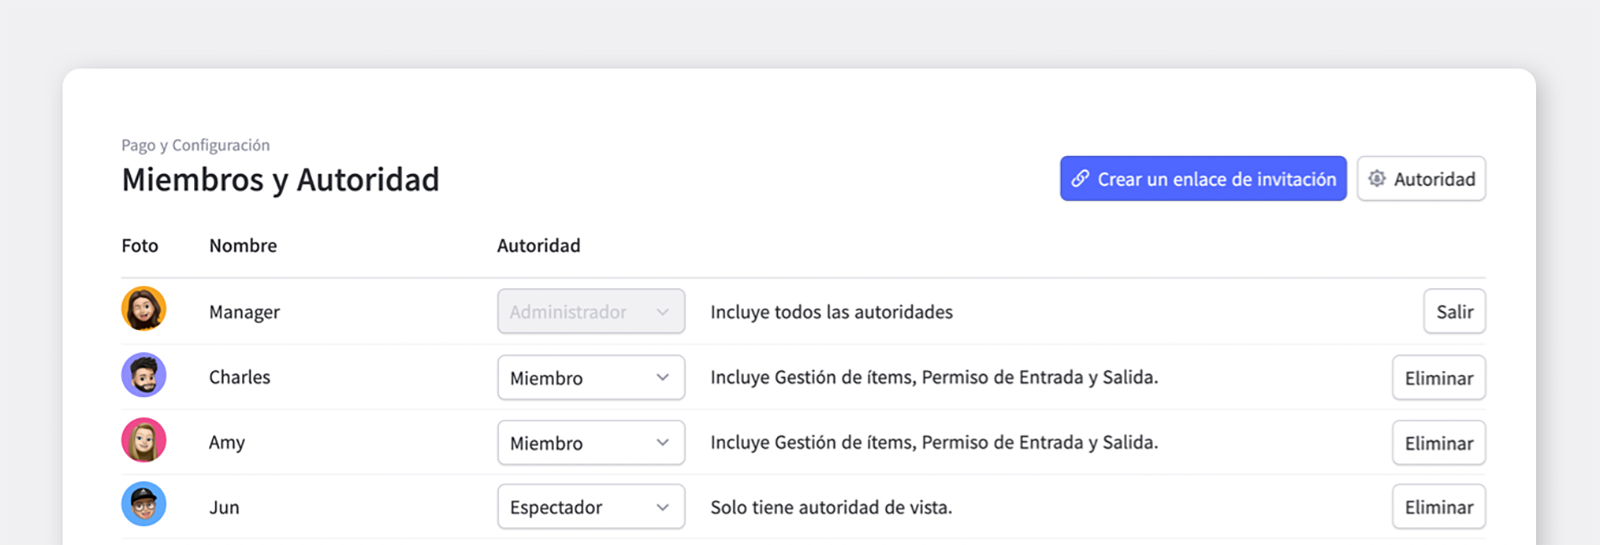 Pago y Configuración
Miembros y Autoridad
Crear un enlace de invitación
Autoridad
Foto Nombre Autoridad
Manager Administrador Incluye todos las autoridades Salir
Charles Miembro Incluye Gestión de ítems, Permiso de Entrada y Salida. Eliminar
Amy Miembro Incluye Gestión de ítems, Permiso de Entrada y Salida. Eliminar
Jun Espectador Solo tiene autoridad de vista. Eliminar